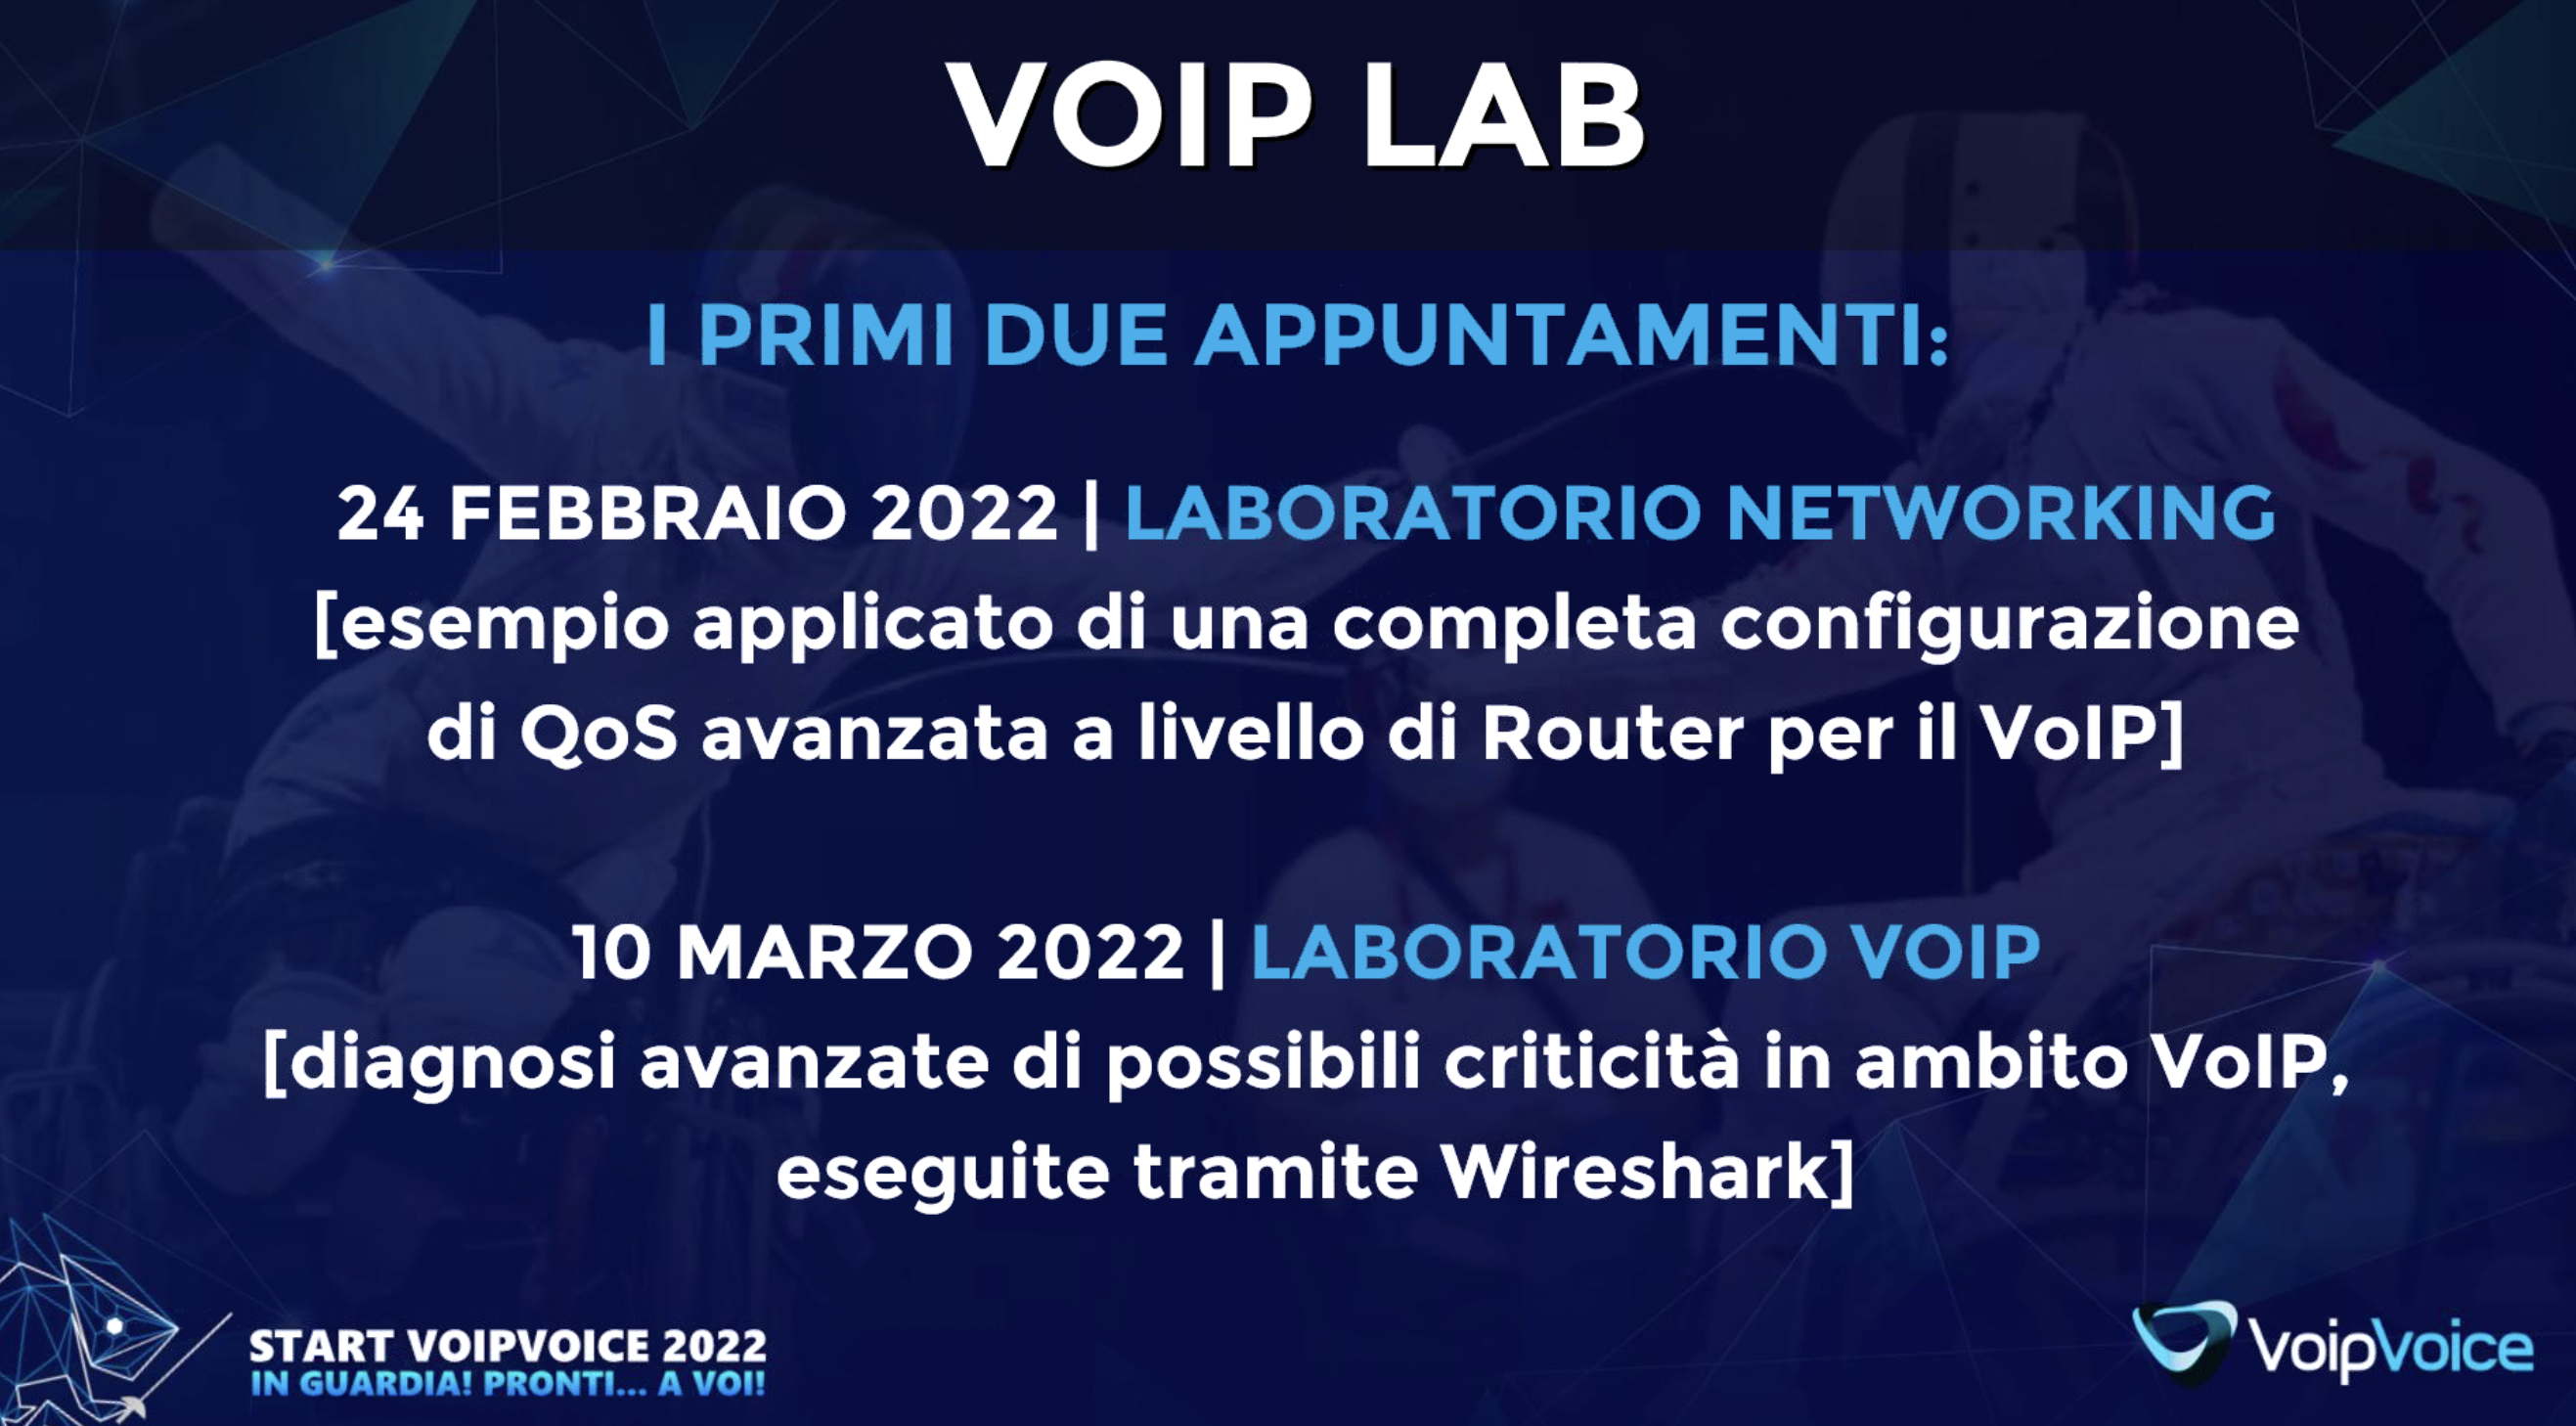 VOIP LAB
I PRIMI DUE APPUNTAMENTI:
24 FEBBRAIO 2022 | LABORATORIO NETWORKING
[esempio applicato di una completa configurazione
di QoS avanzata a livello di Router per il VoIP]
10 MARZO 2022 | LABORATORIO VOIP
[diagnosi avanzate di possibili criticità in ambito VoIP,
eseguite tramite Wireshark]
START VOIPVOICE 2022
IN GUARDIA! PRONTI... A VOI!
VoipVoice